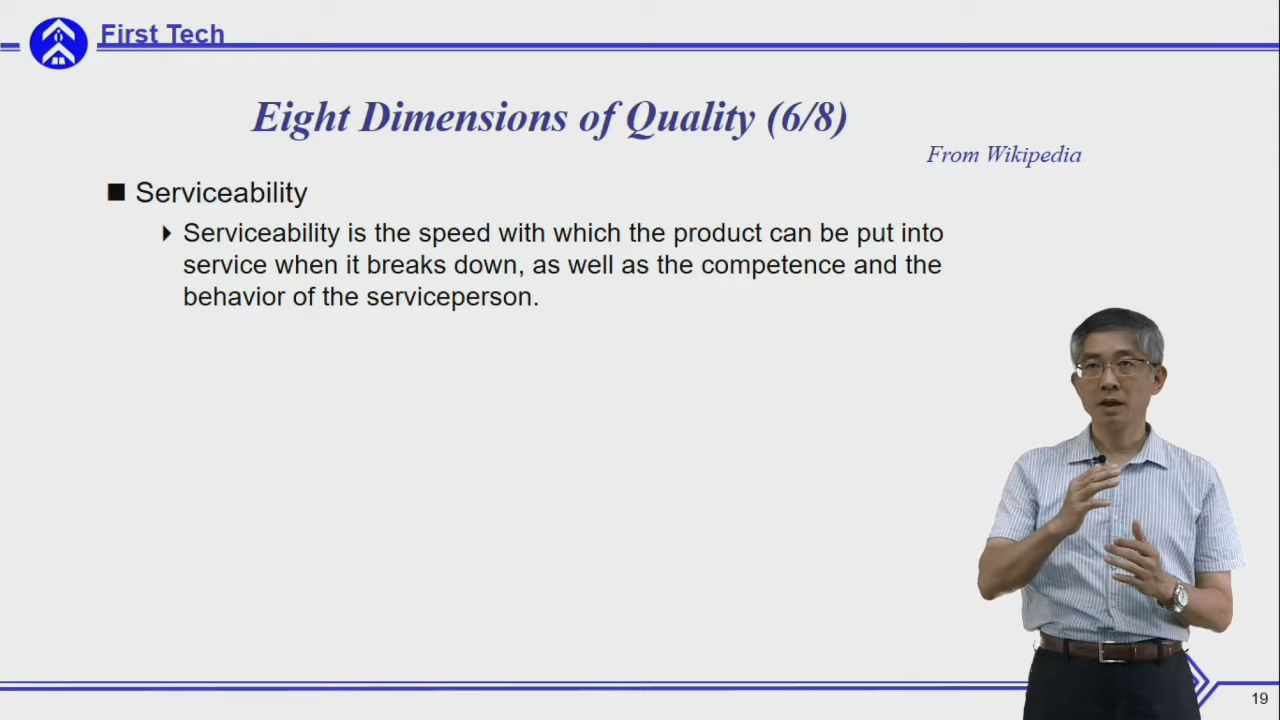 First Tech
Eight Dimensions of Quality (6/8)
From Wikipedia
Serviceability
Serviceability is the speed with which the product can be put into
service when it breaks down, as well as the competence and the
behavior of the serviceperson.
19